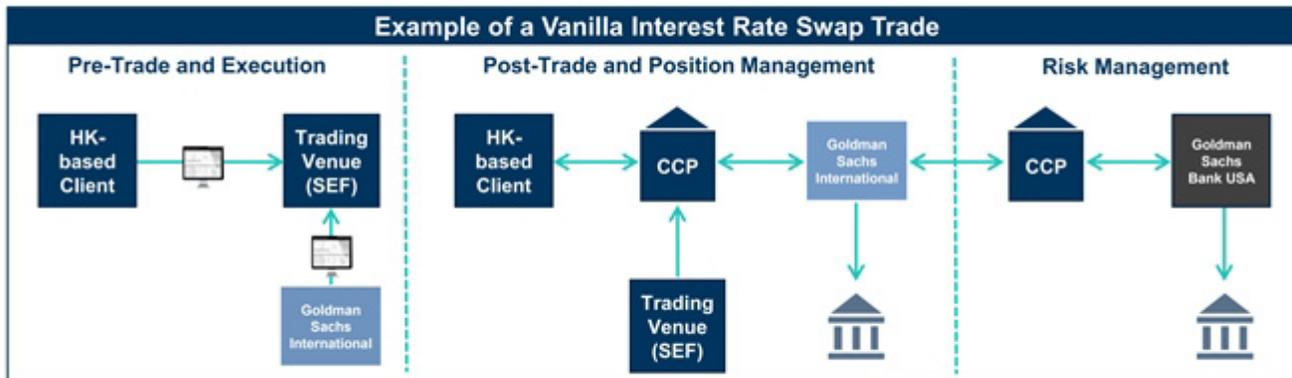 Example of a Vanilla Interest Rate Swap Trade
Pre-Trade and Execution
HK-
based
Client
Trading
Venue
(SEF)
Goldman
Sachs
International
Post-Trade and Position Management
HK-
based
Client
CCP
Goldman
Sachs
International
Trading
Venue
(SEF)
Risk Management
CCP
Goldman
Sachs
Bank USA